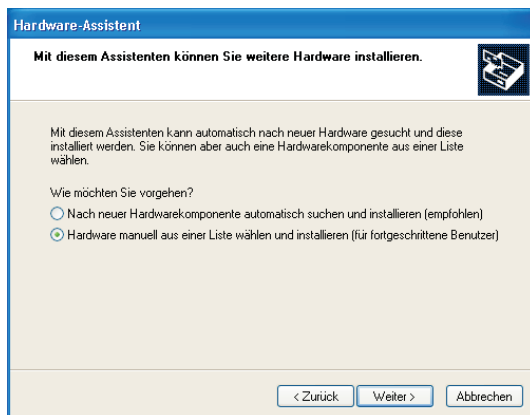 Hardware-Assistent
Mit diesem Assistenten können Sie weitere Hardware installieren.
Mit diesem Assistenten kann automatisch nach neuer Hardware gesucht und diese
installiert werden. Sie können aber auch eine Hardwarekomponente aus einer Liste
wählen.
Wie möchten Sie vorgehen?
Nach neuer Hardwarekomponente automatisch suchen und installieren (empfohlen)
Hardware manuell aus einer Liste wählen und installieren (für fortgeschrittene Benutzer)
< Zurück Weiter > Abbrechen